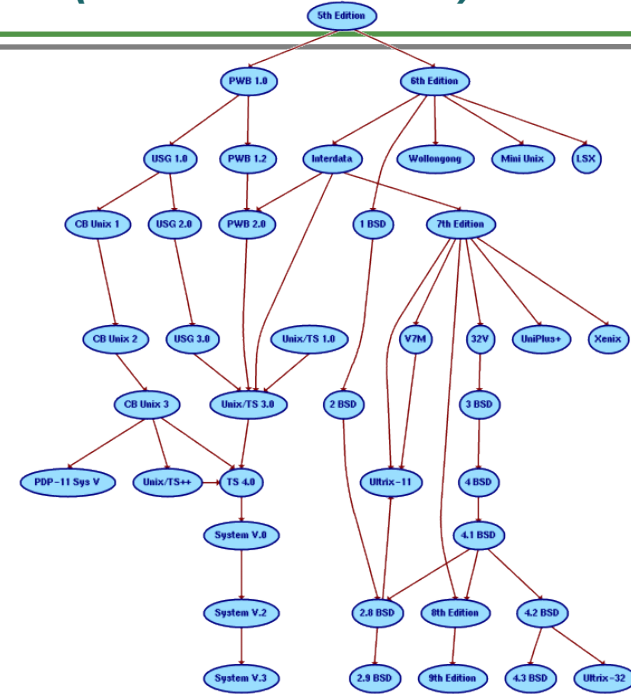 5th Edition
PWB 1.0
6th Edition
USG 1.0
PWB 1.2
Interdata
Wollongong
Mini Unix
LSX
CB Unix 1
USG 2.0
PWB 2.0
1 BSD
7th Edition
CB Unix 2
USG 3.0
Unix/TS 1.0
V7M
32V
UniPlus+
Xenix
CB Unix 3
Unix/TS 3.0
2 BSD
3 BSD
PDP-11 Sys V
Unix/TS++
TS 4.0
Ultrix-11
4 BSD
System V.0
4.1 BSD
System V.2
2.8 BSD
8th Edition
4.2 BSD
System V.3
2.9 BSD
9th Edition
4.3 BSD
Ultrix-32